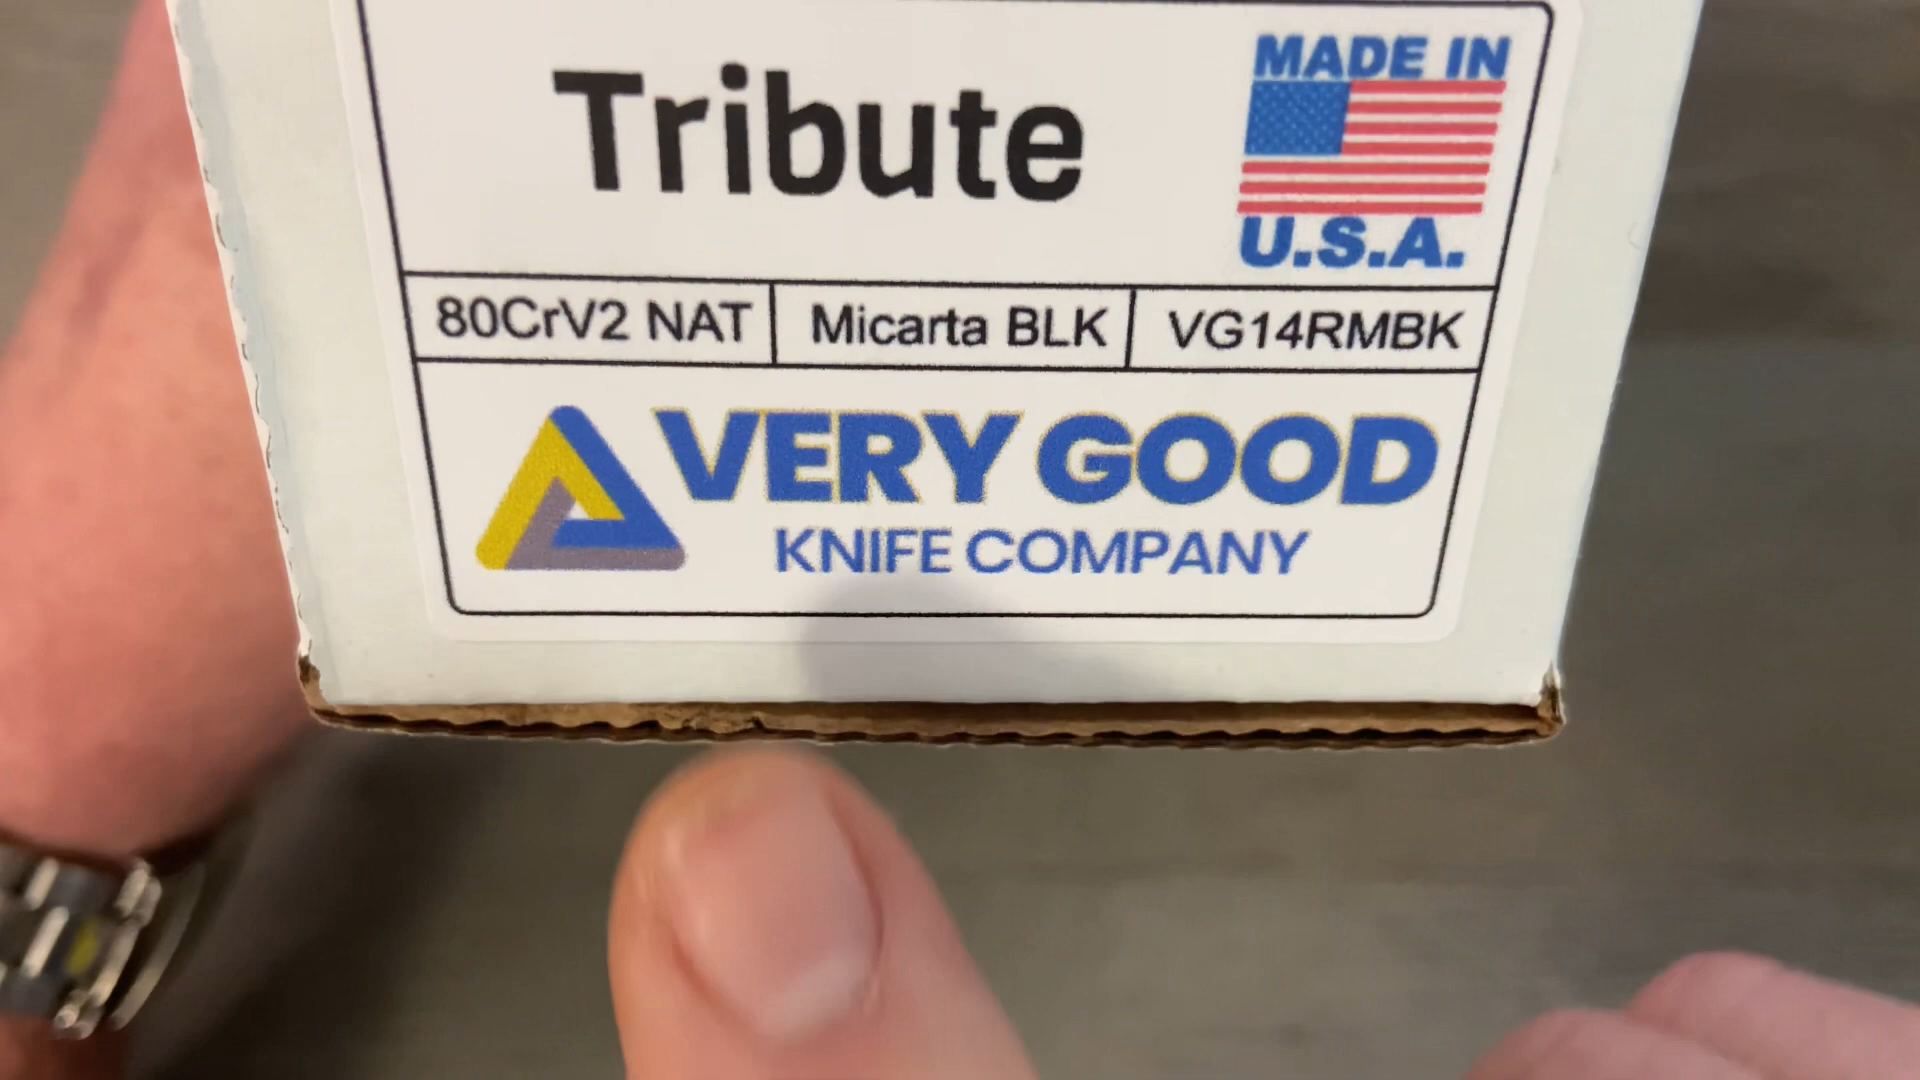 Tribute
MADE IN
U.S.A.
80CrV2 NAT
Micarta BLK
VG14RMBK
VERY GOOD
KNIFE COMPANY